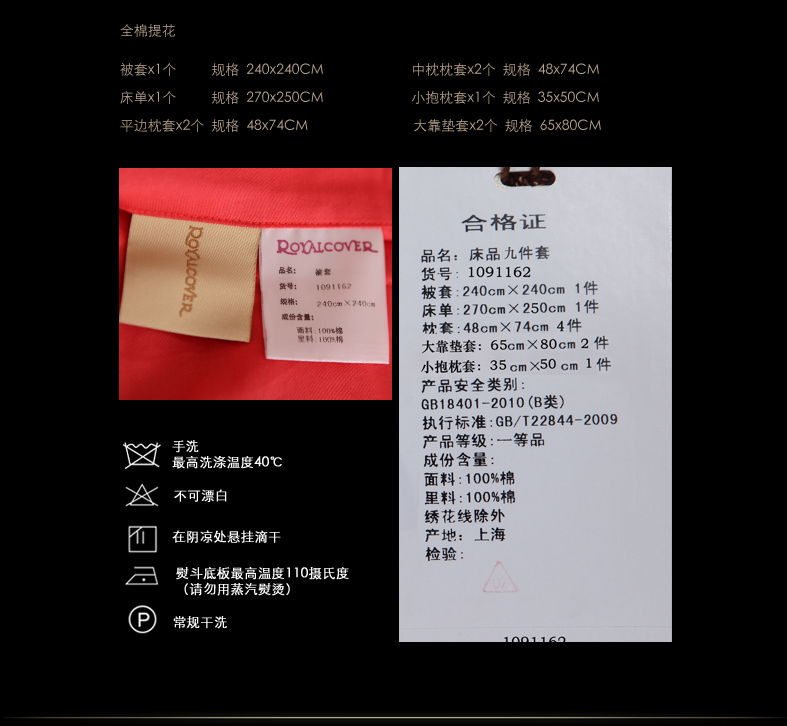 全棉提花
被套x1个 规格 240x240CM
中枕枕套x2个 规格 48x74CM
床单x1个 规格 270x250CM
小抱枕套x1个 规格 35x50CM
平边枕套x2个 规格 48x74CM
大靠垫套x2个 规格 65x80CM
ROYALCOVER
ROYALCOVER
品名: 被套
货号: 1091162
规格: 240cm×240cm
成份含量:
面料:100%棉
里料:100%棉
合格证
品名: 床品九件套
货号: 1091162
被套:240cm×240cm 1件
床单:270cm×250cm 1件
枕套:48cm×74cm 4件
大靠垫套: 65cm×80cm 2件
小抱枕套: 35cm×50cm 1件
产品安全类别:
GB18401-2010(B类)
执行标准:GB/T22844-2009
产品等级:一等品
成份含量:
面料:100%棉
里料:100%棉
绣花线除外
产地: 上海
检验:
1091162
手洗
最高洗涤温度40℃
不可漂白
在阴凉处悬挂滴干
熨斗底板最高温度110摄氏度
（请勿用蒸汽熨烫）
P
常规干洗